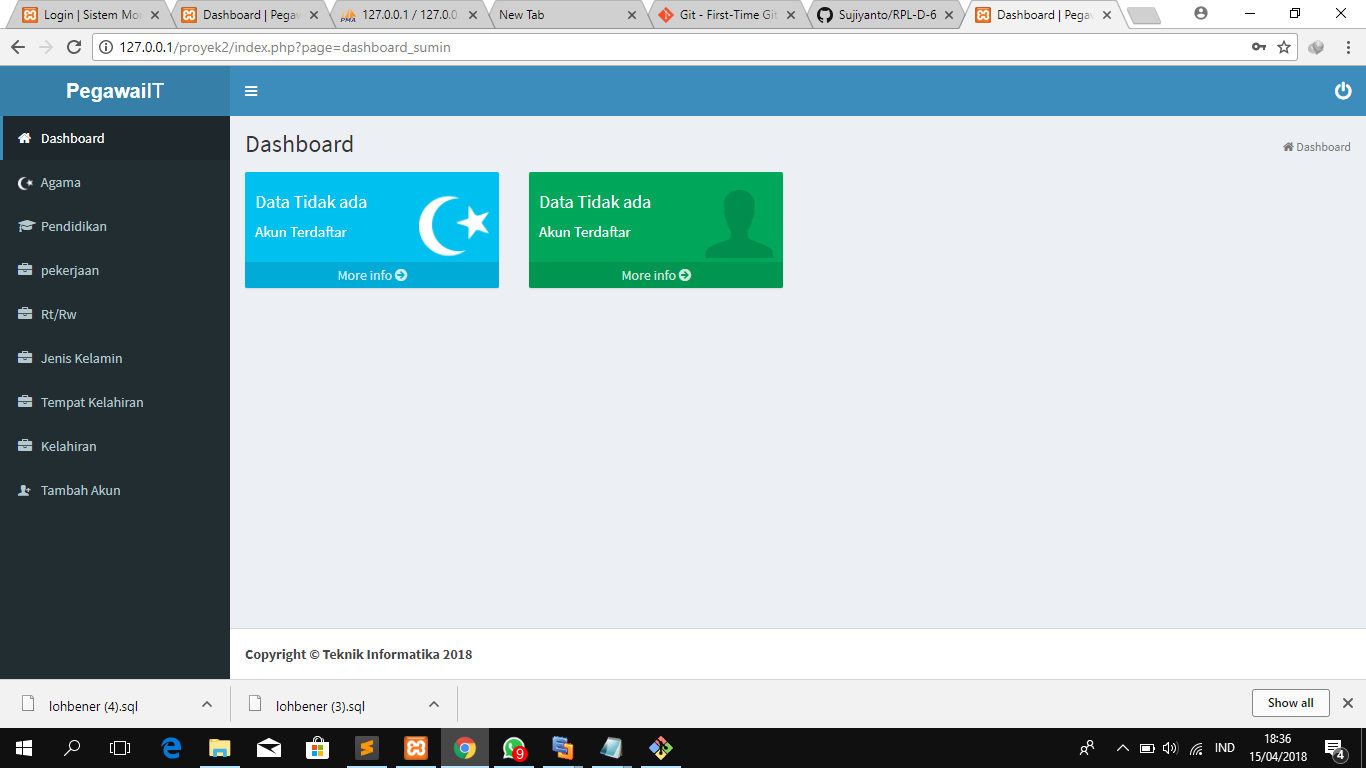 Login | Sistem Mon
Dashboard | Pegaw
127.0.0.1 / 127.0.0.
New Tab
Git - First-Time Git
Sujiyanto/RPL-D-6
Dashboard | Pegaw
127.0.0.1/proyek2/index.php?page=dashboard_sumin
PegawaiIT
Dashboard
Agama
Pendidikan
pekerjaan
Rt/Rw
Jenis Kelamin
Tempat Kelahiran
Kelahiran
Tambah Akun
Dashboard
Dashboard
Data Tidak ada
Akun Terdaftar
More info
Data Tidak ada
Akun Terdaftar
More info
Copyright © Teknik Informatika 2018
lohbener (4).sql
lohbener (3).sql
Show all
9
IND
18:36
15/04/2018
4